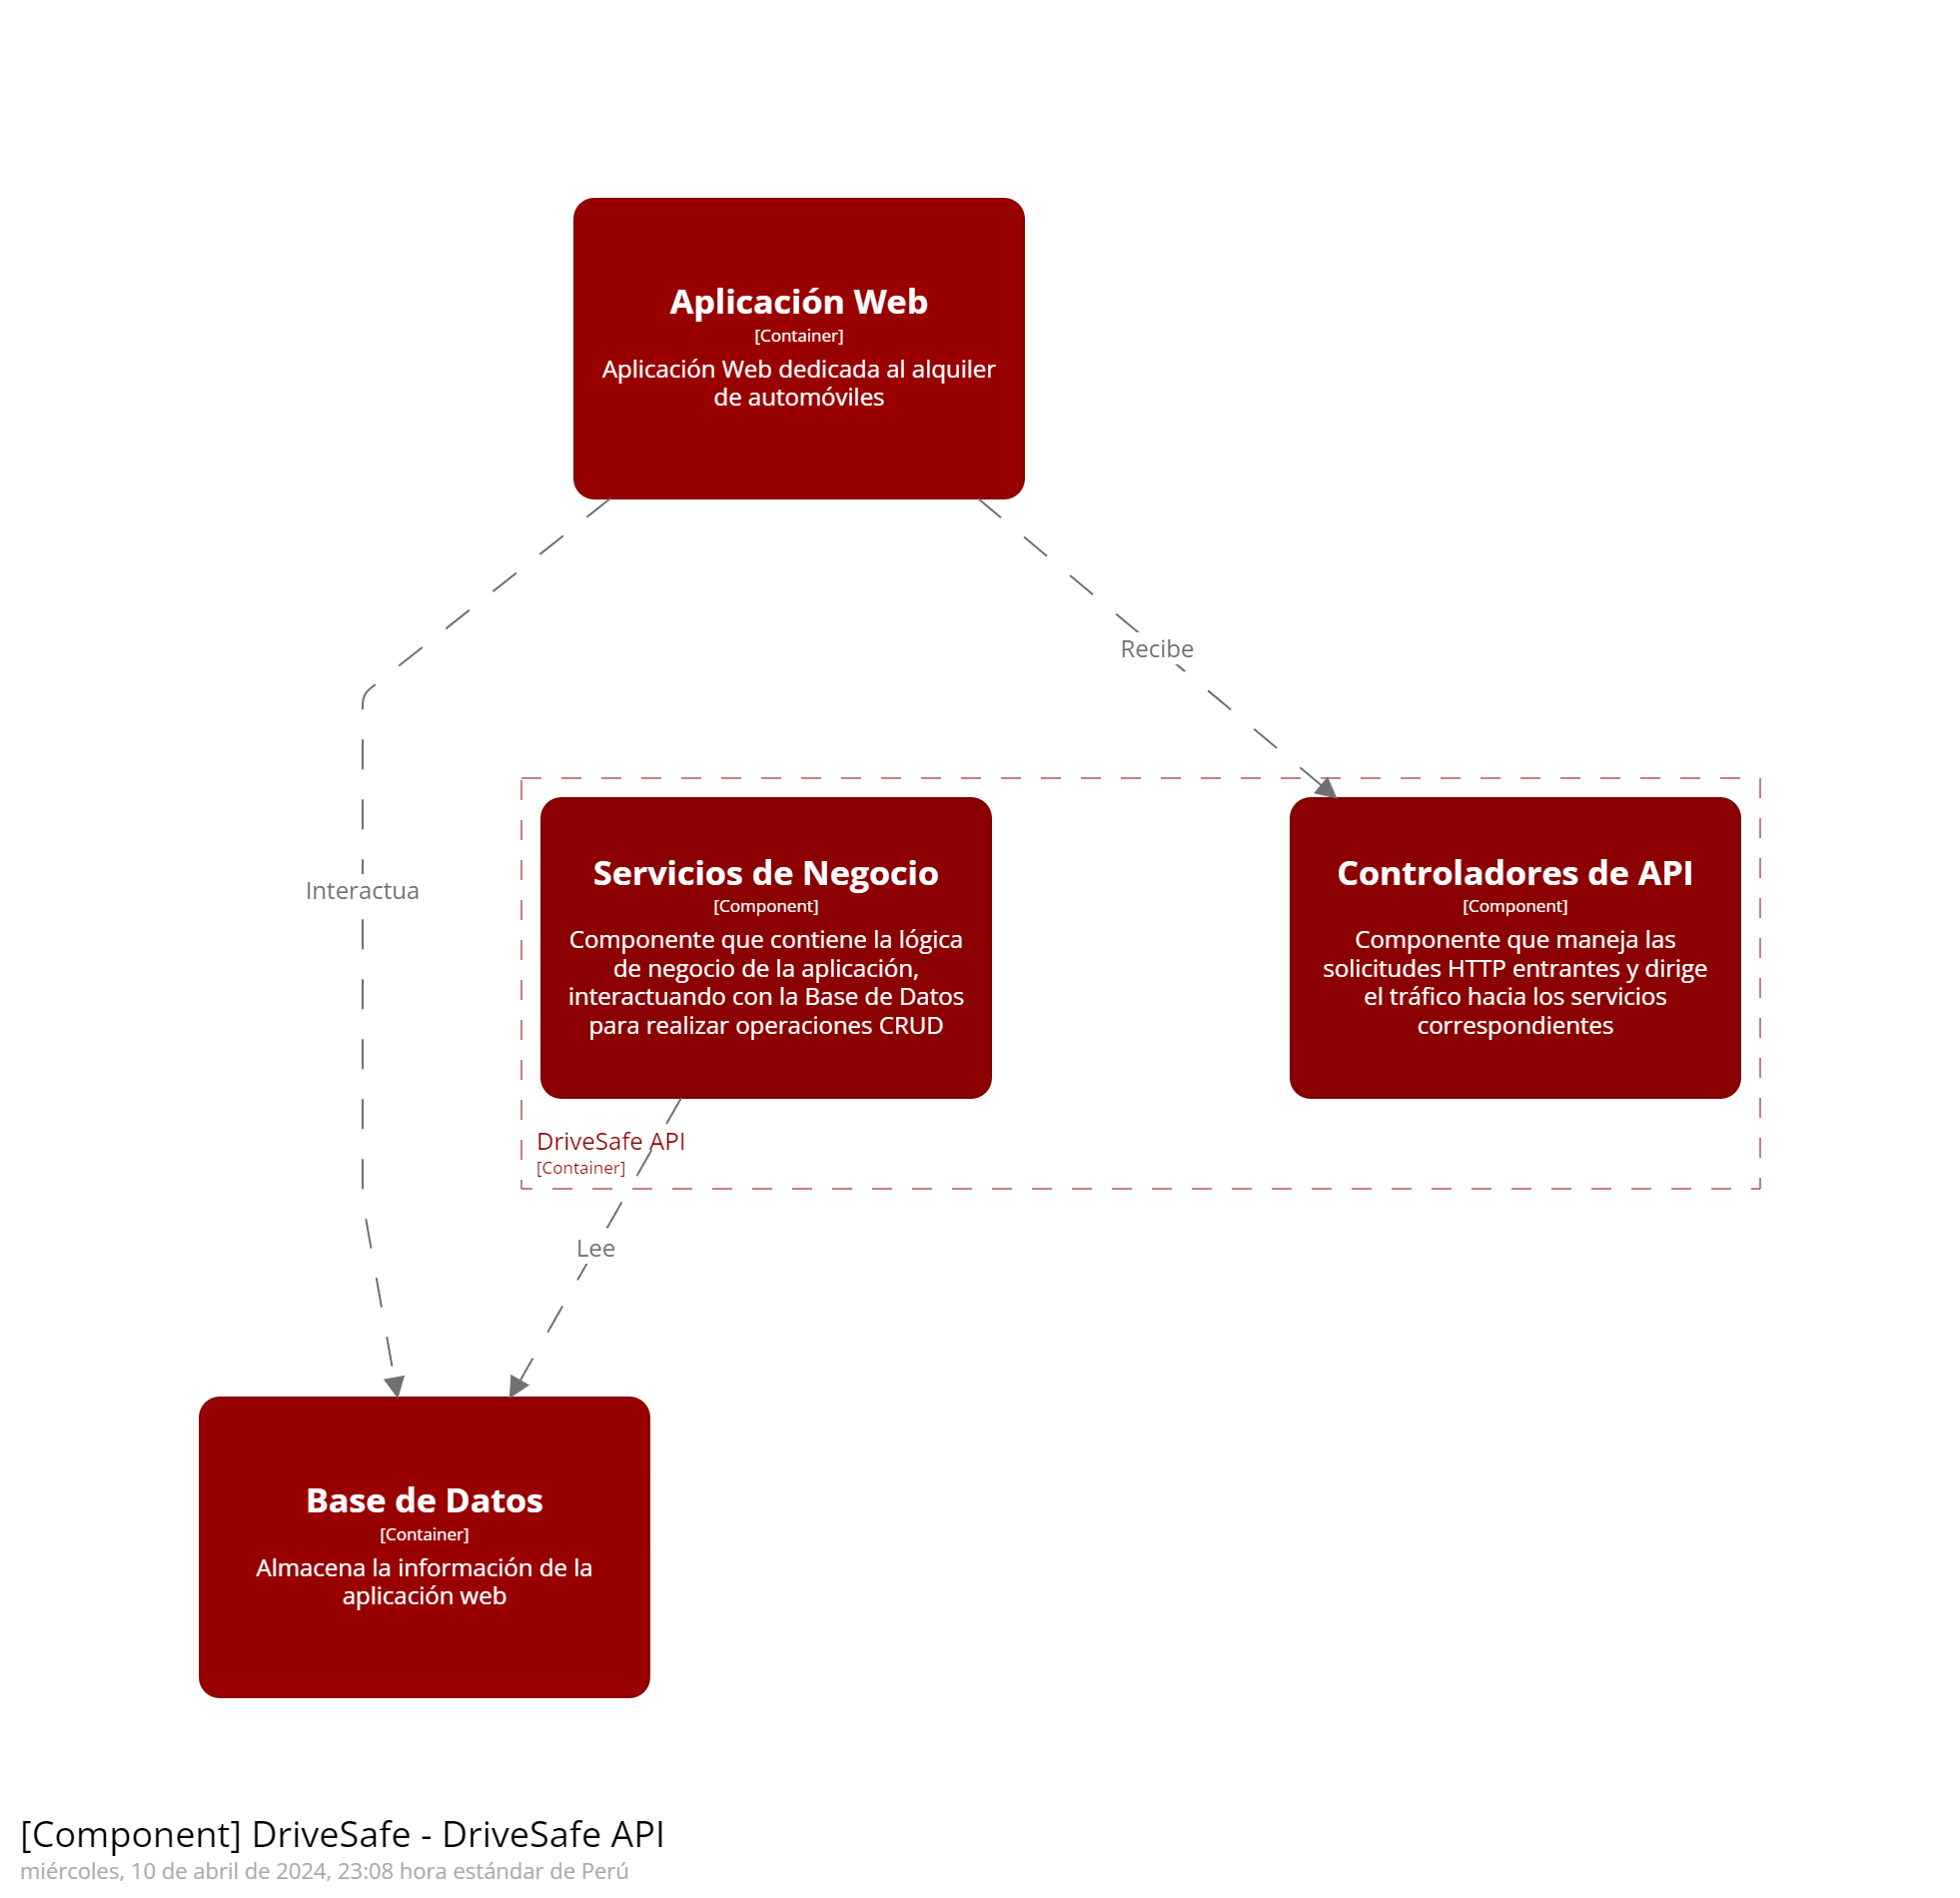 Aplicación Web
[Container]
Aplicación Web dedicada al alquiler
de automóviles
Recibe
Interactua
Servicios de Negocio
[Component]
Componente que contiene la lógica
de negocio de la aplicación,
interactuando con la Base de Datos
para realizar operaciones CRUD
Controladores de API
[Component]
Componente que maneja las
solicitudes HTTP entrantes y dirige
el tráfico hacia los servicios
correspondientes
DriveSafe API
[Container]
Lee
Base de Datos
[Container]
Almacena la información de la
aplicación web
[Component] DriveSafe - DriveSafe API
miércoles, 10 de abril de 2024, 23:08 hora estándar de Perú